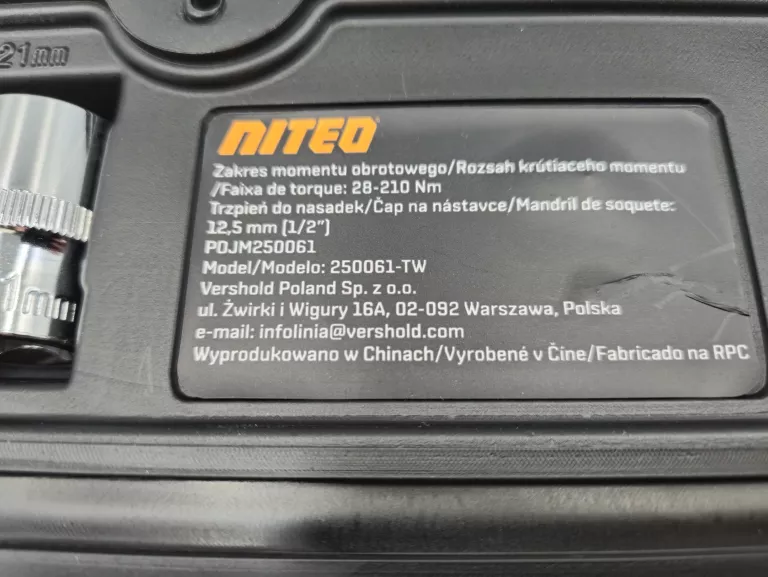 21mm
NITEO
Zakres momentu obrotowego/Rozsah krútiaceho momentu
/Faixa de torque: 28-210 Nm
Trzpień do nasadek/Čap na nástavce/Mandril de soquete:
12,5 mm (1/2")
PDJM250061
Model/Modelo: 250061-TW
Vershold Poland Sp. z o.o.
ul. Żwirki i Wigury 16A, 02-092 Warszawa, Polska
e-mail: infolinia@vershold.com
Wyprodukowano w Chinach/Vyrobené v Číne/Fabricado na RPC